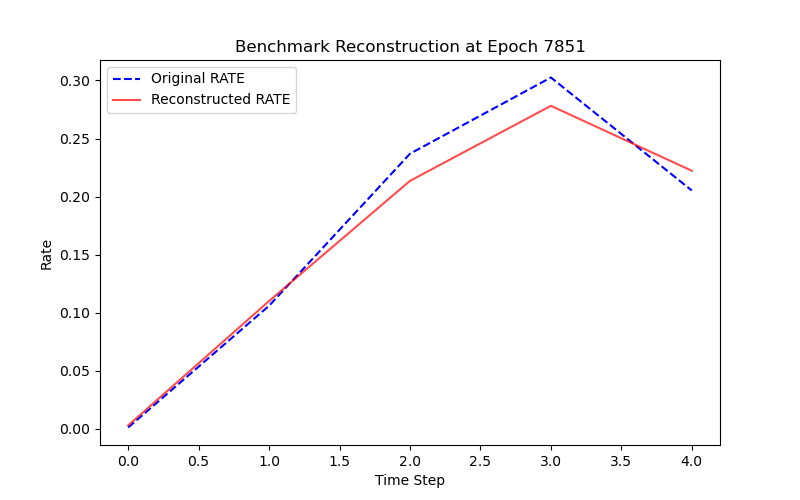 Benchmark Reconstruction at Epoch 7851
Original RATE
Reconstructed RATE
Rate
0.30
0.25
0.20
0.15
0.10
0.05
0.00
0.0 0.5 1.0 1.5 2.0 2.5 3.0 3.5 4.0
Time Step